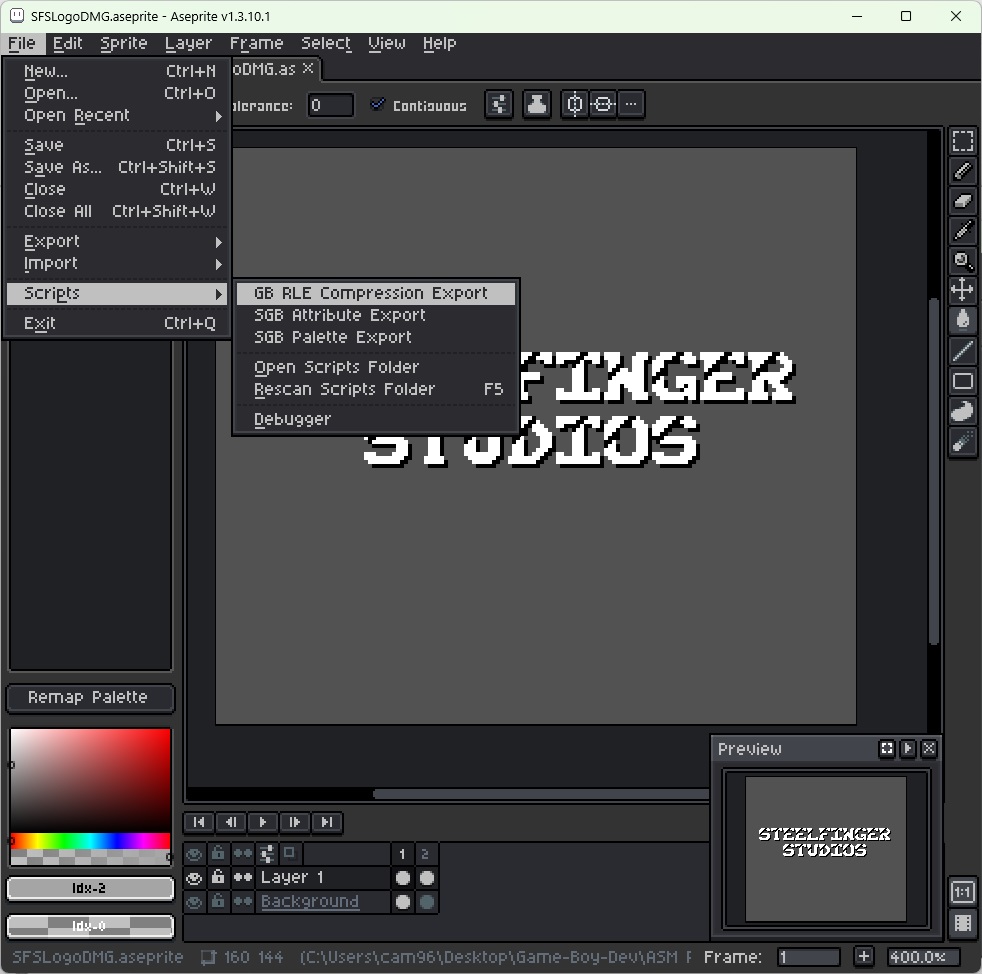 SFSLogoDMG.aseprite - Aseprite v1.3.10.1
File Edit Sprite Layer Frame Select View Help
oDMG.as
New... Ctrl+N
Open... Ctrl+O
Open Recent
Save Ctrl+S
Save As... Ctrl+Shift+S
Close Ctrl+W
Close All Ctrl+Shift+W
Export
Import
Scripts
Exit Ctrl+Q
olerance: 0 Contiguous
GB RLE Compression Export
SGB Attribute Export
SGB Palette Export
Open Scripts Folder
Rescan Scripts Folder F5
Debugger
FINGER
STUDIOS
Remap Palette
Idx-2
Idx-0
1 2
Layer 1
Background
Preview
STEELFINGER
STUDIOS
1:1
SFSLogoDMG.aseprite 160 144 (C:\Users\cam96\Desktop\Game-Boy-Dev\ASM Frame: 1 + 400.0%